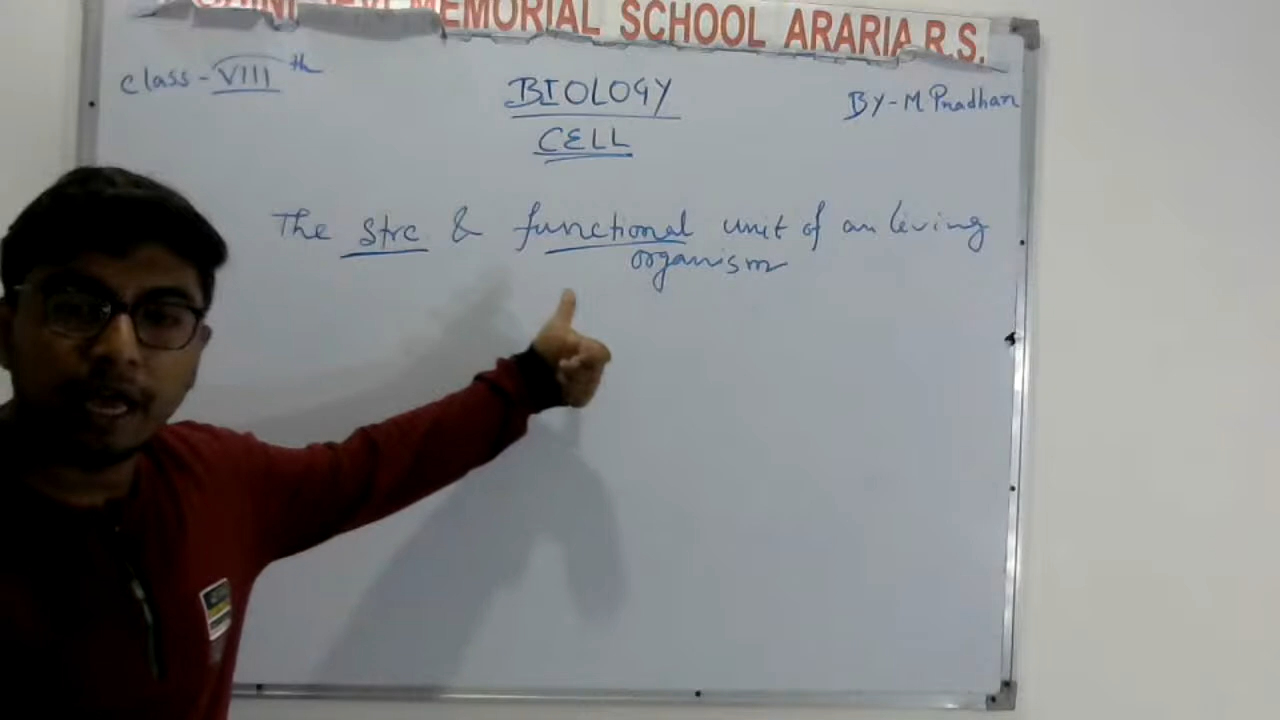 MEMORIAL SCHOOL ARARIA R.S.
class - VIII th
BIOLOGY
BY - M Pradhan
CELL
The strc & functional unit of an living
organism